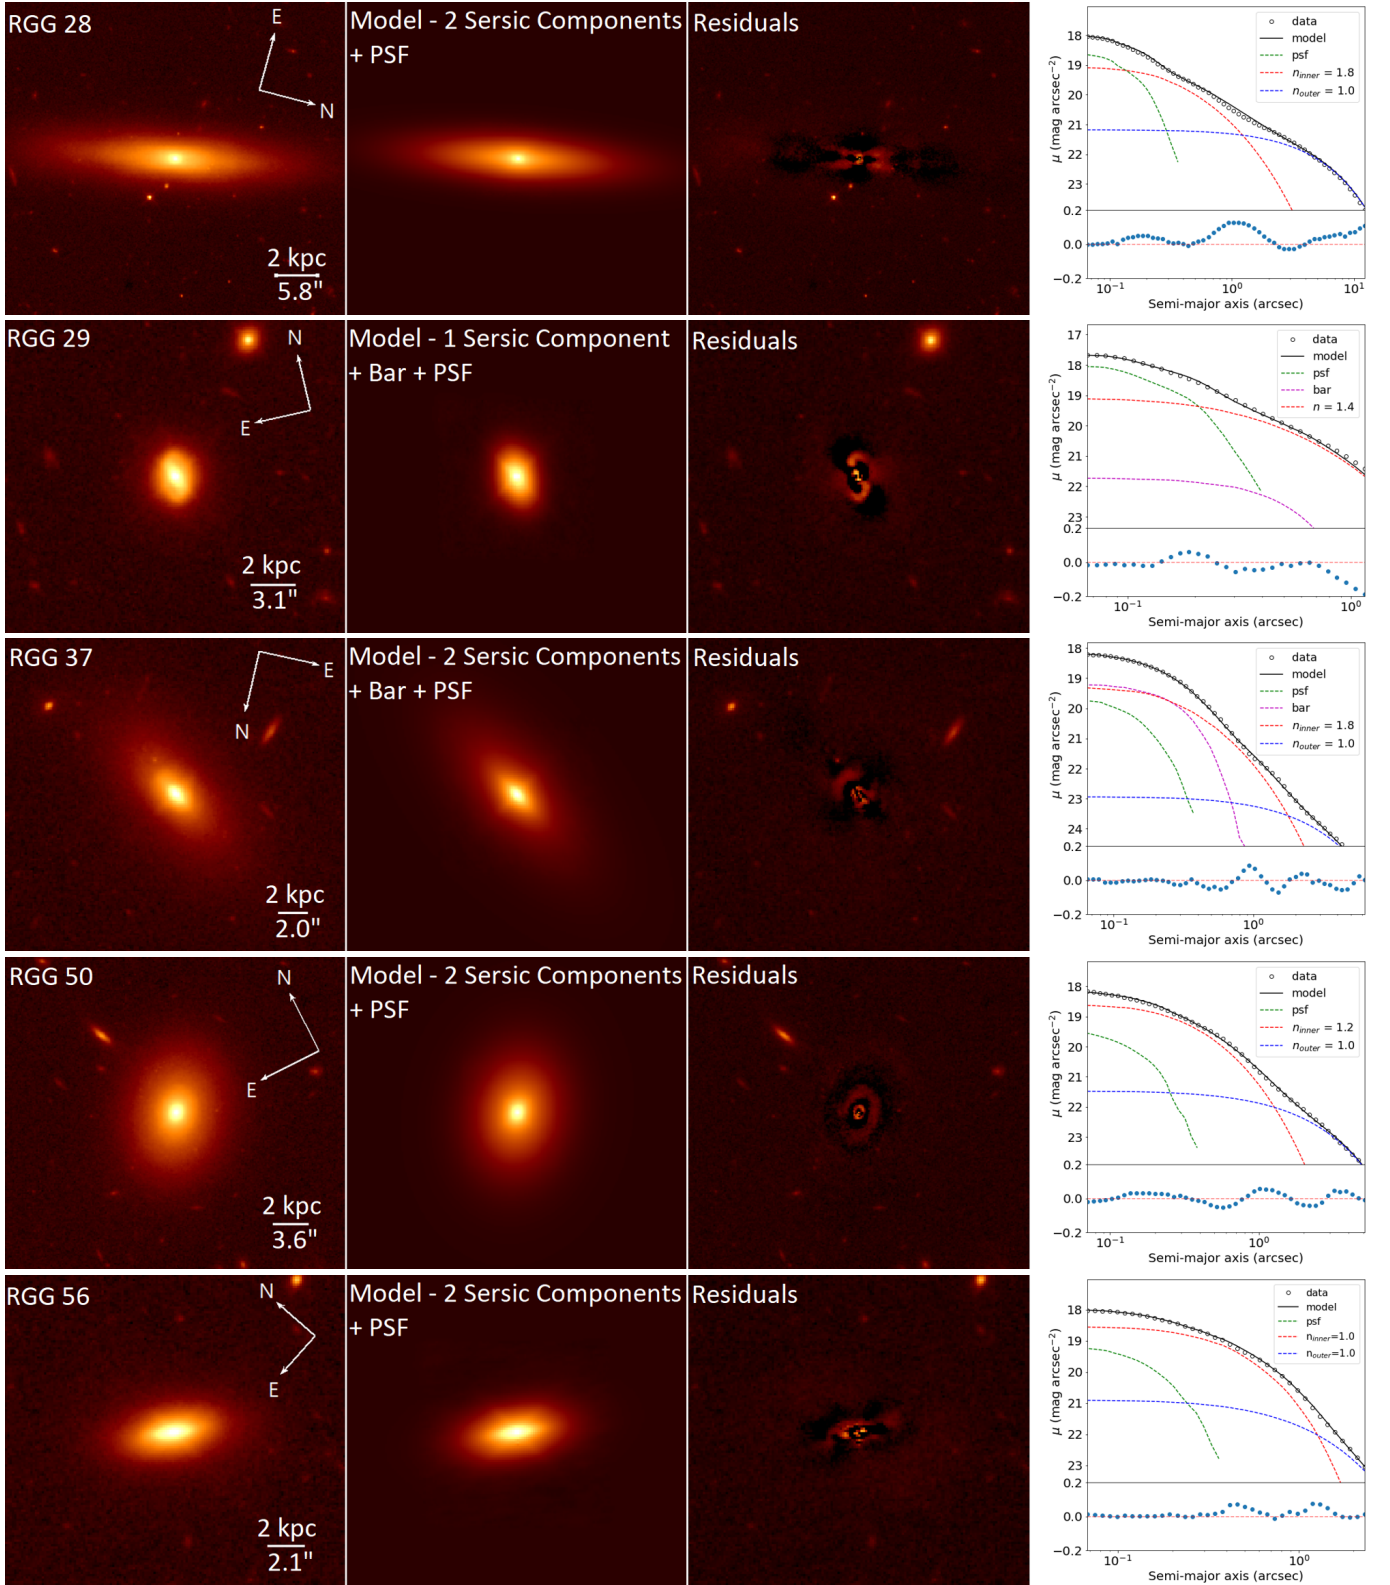 RGG 28
E
N
2 kpc
5.8"
Model - 2 Sersic Components
+ PSF
Residuals
data
model
psf
n_inner = 1.8
n_outer = 1.0
μ (mag arcsec⁻²)
18
19
20
21
22
23
0.2
0.0
−0.2
10⁻¹
10⁰
10¹
Semi-major axis (arcsec)
RGG 29
N
E
2 kpc
3.1"
Model - 1 Sersic Component
+ Bar + PSF
Residuals
data
model
psf
bar
n = 1.4
μ (mag arcsec⁻²)
17
18
19
20
21
22
23
0.0
−0.2
10⁻¹
10⁰
Semi-major axis (arcsec)
RGG 37
E
N
2 kpc
2.0"
Model - 2 Sersic Components
+ Bar + PSF
Residuals
data
model
psf
bar
n_inner = 1.8
n_outer = 1.0
μ (mag arcsec⁻²)
18
19
20
21
22
23
24
0.2
0.0
−0.2
10⁻¹
10⁰
Semi-major axis (arcsec)
RGG 50
N
E
2 kpc
3.6"
Model - 2 Sersic Components
+ PSF
Residuals
data
model
psf
n_inner = 1.2
n_outer = 1.0
μ (mag arcsec⁻²)
18
19
20
21
22
23
0.2
0.0
−0.2
10⁻¹
10⁰
Semi-major axis (arcsec)
RGG 56
N
E
2 kpc
2.1"
Model - 2 Sersic Components
+ PSF
Residuals
data
model
psf
n_inner=1.0
n_outer=1.0
μ (mag arcsec⁻²)
18
19
20
21
22
23
0.2
0.0
−0.2
10⁻¹
10⁰
Semi-major axis (arcsec)